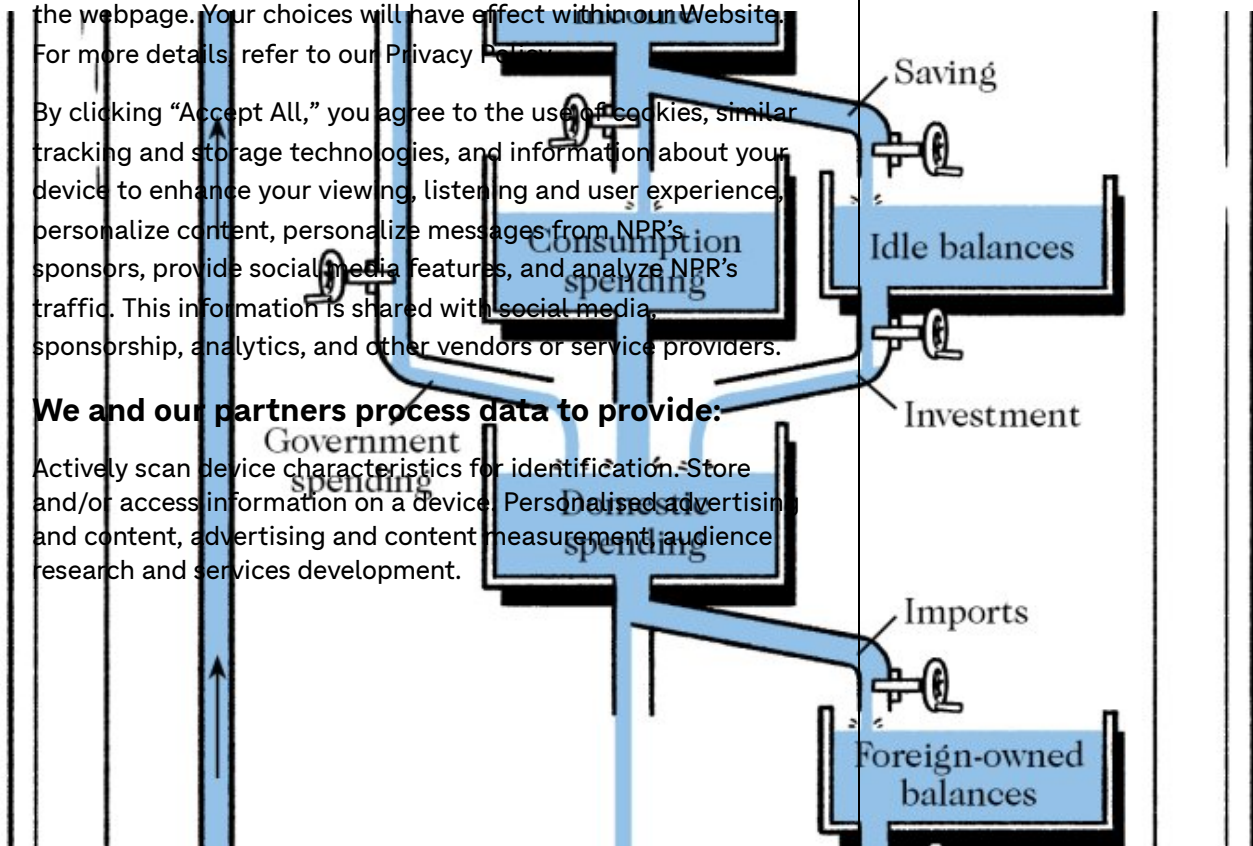 the webpage. Your choices will have effect within our Website.
income
For more details, refer to our Privacy Policy.
Saving
By clicking “Accept All,” you agree to the use of cookies, similar
tracking and storage technologies, and information about your
device to enhance your viewing, listening and user experience,
personalize content, personalize messages from NPR’s
Consumption
spending
Idle balances
sponsors, provide social media features, and analyze NPR’s
traffic. This information is shared with social media,
sponsorship, analytics, and other vendors or service providers.
We and our partners process data to provide:
Investment
Government
spending
Actively scan device characteristics for identification. Store
and/or access information on a device. Personalised advertising
Domestic
spending
and content, advertising and content measurement, audience
research and services development.
Imports
Foreign-owned
balances